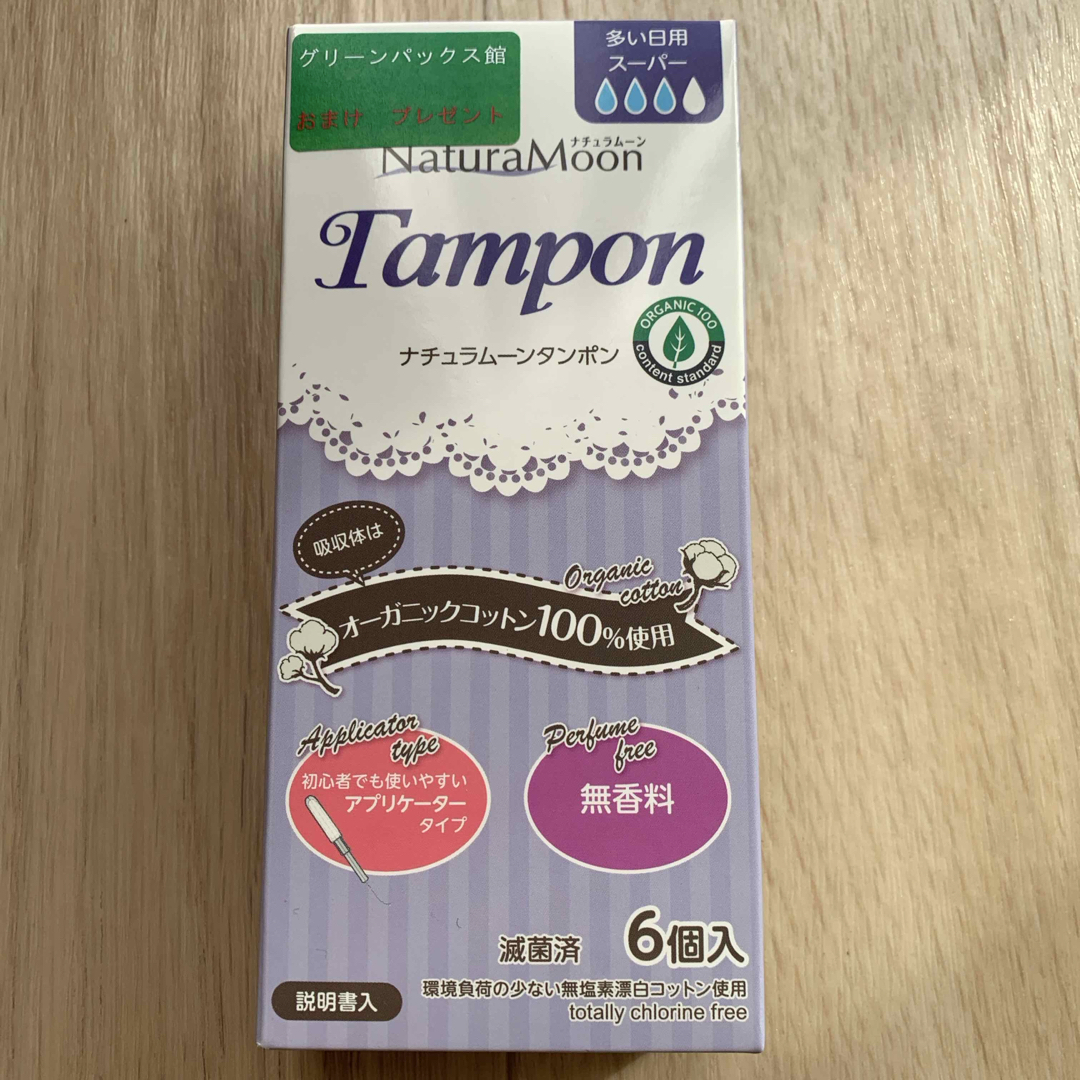 グリーンパックス館
おまけ プレゼント
多い日用
スーパー
ナチュラムーン
NaturaMoon
Tampon
ORGANIC 100
content standard
ナチュラムーンタンポン
吸収体は
Organic
cotton
オーガニックコットン100%使用
Applicator
type
初心者でも使いやすい
アプリケーター
タイプ
Perfume
free
無香料
滅菌済 6個入
説明書入
環境負荷の少ない無塩素漂白コットン使用
totally chlorine free